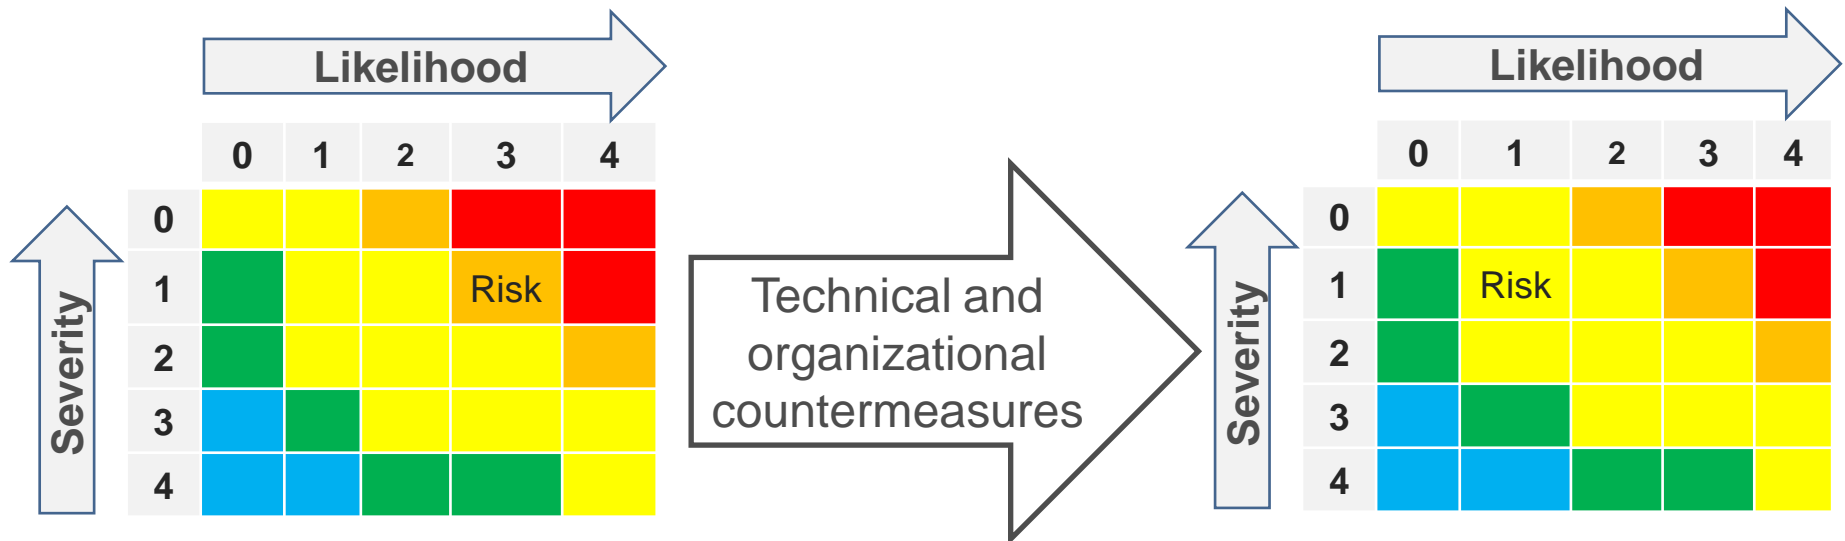 Likelihood
0 1 2 3 4
Severity
0
1 Risk
2
3
4
Technical and
organizational
countermeasures
Likelihood
0 1 2 3 4
Severity
0
1 Risk
2
3
4